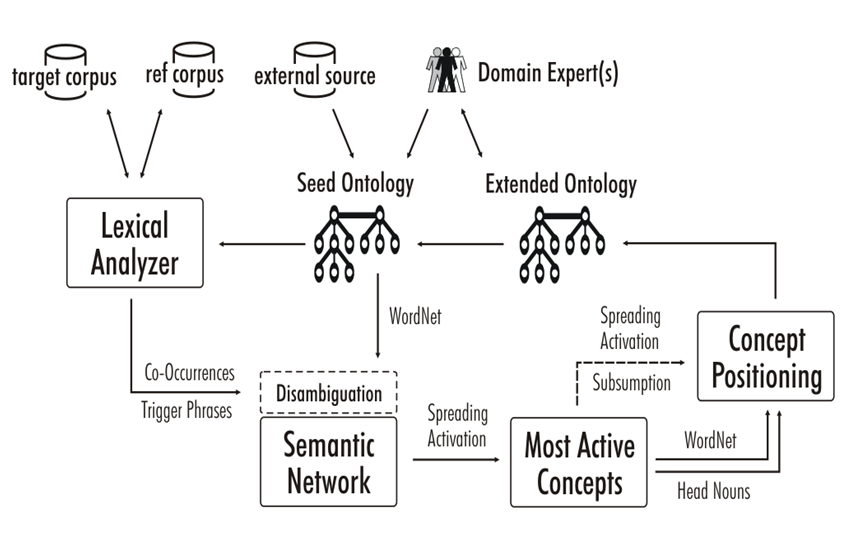 target corpus
ref corpus
external source
Domain Expert(s)
Seed Ontology
Extended Ontology
Lexical
Analyzer
WordNet
Co-Occurrences
Trigger Phrases
Disambiguation
Semantic
Network
Spreading
Activation
Most Active
Concepts
Spreading
Activation
Subsumption
Concept
Positioning
WordNet
Head Nouns